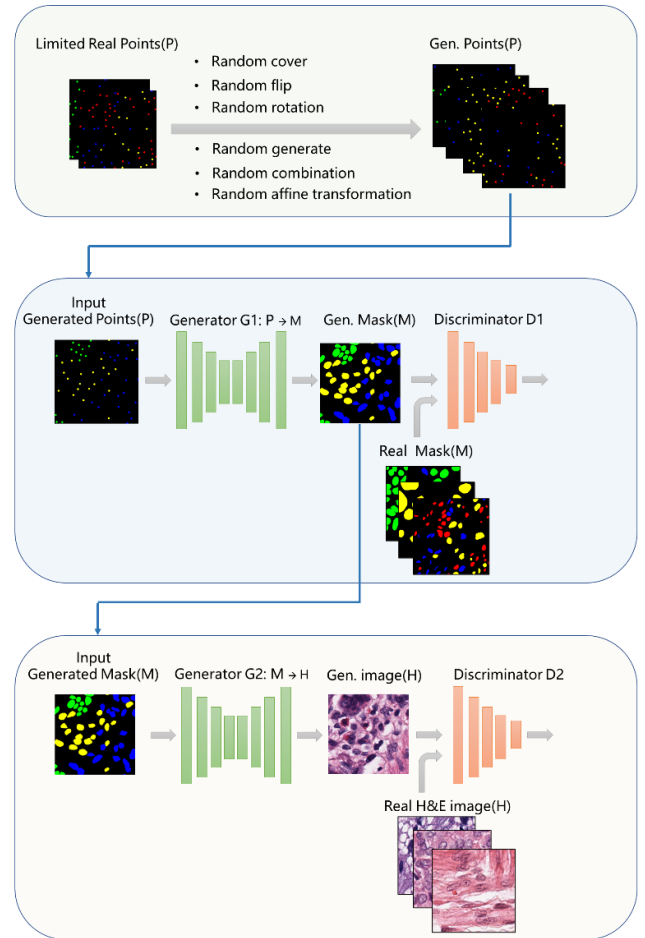 Limited Real Points(P)
• Random cover
• Random flip
• Random rotation
• Random generate
• Random combination
• Random affine transformation
Gen. Points(P)
Input
Generated Points(P)
Generator G1: P → M
Gen. Mask(M)
Discriminator D1
Real Mask(M)
Input
Generated Mask(M)
Generator G2: M → H
Gen. image(H)
Discriminator D2
Real H&E image(H)